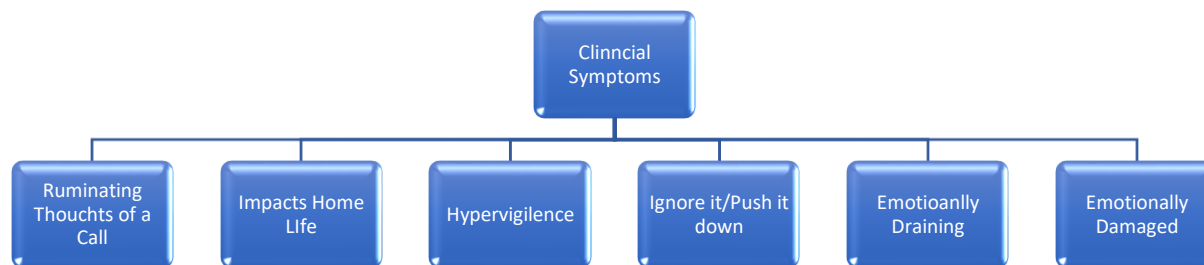 Clinncial
Symptoms
Ruminating
Thouchts of a
Call
Impacts Home
LIfe
Hypervigilence
Ignore it/Push it
down
Emotioanlly
Draining
Emotionally
Damaged